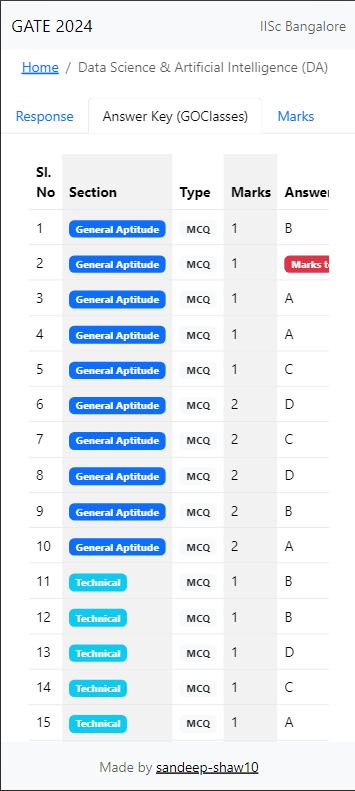 GATE 2024 IISc Bangalore
Home / Data Science & Artificial Intelligence (DA)
Response Answer Key (GOClasses) Marks
Sl. No Section Type Marks Answer
1 General Aptitude MCQ 1 B
2 General Aptitude MCQ 1 Marks
3 General Aptitude MCQ 1 A
4 General Aptitude MCQ 1 A
5 General Aptitude MCQ 1 C
6 General Aptitude MCQ 2 D
7 General Aptitude MCQ 2 C
8 General Aptitude MCQ 2 D
9 General Aptitude MCQ 2 B
10 General Aptitude MCQ 2 A
11 Technical MCQ 1 B
12 Technical MCQ 1 B
13 Technical MCQ 1 D
14 Technical MCQ 1 C
15 Technical MCQ 1 A
Made by sandeep-shaw10